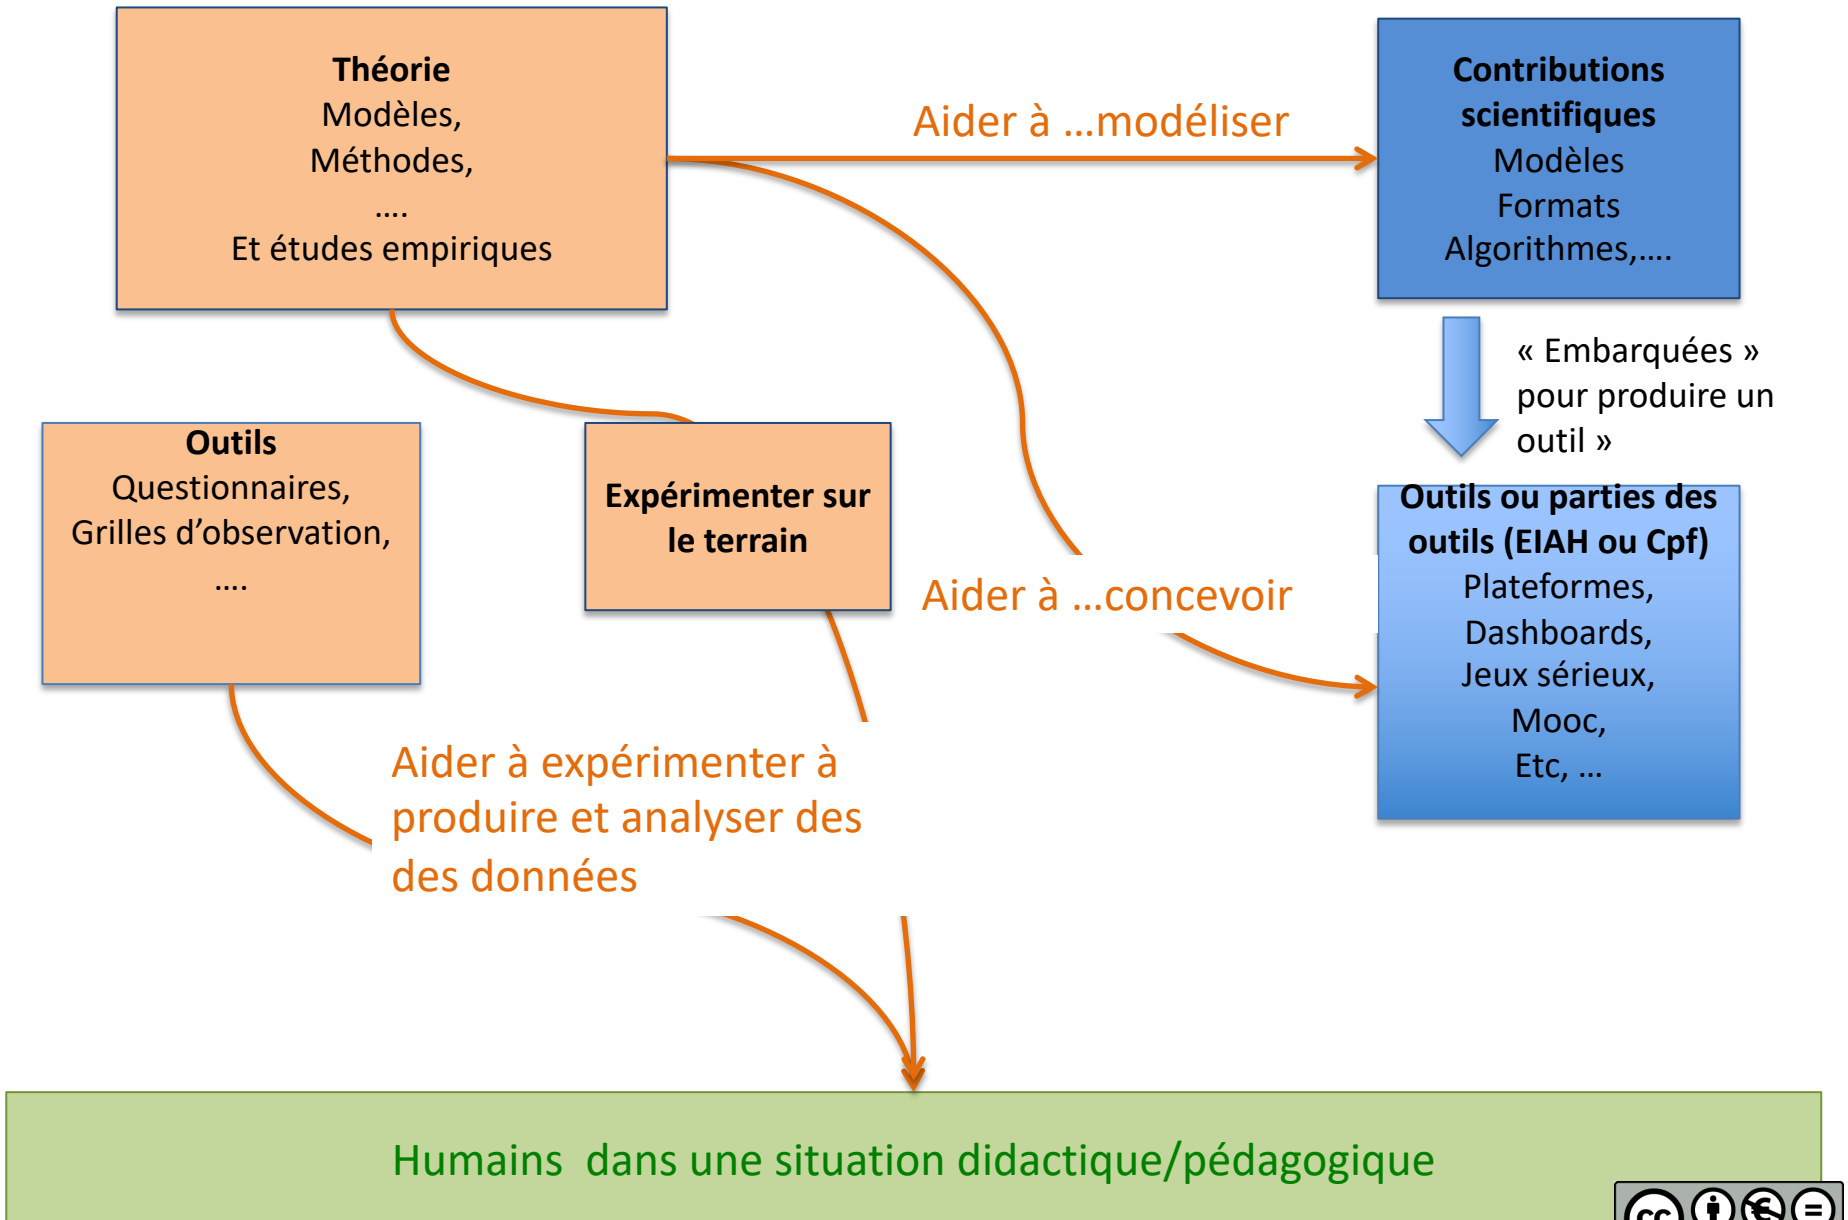 Théorie
Modèles,
Méthodes,
....
Et études empiriques
Aider à ...modéliser
Contributions
scientifiques
Modèles
Formats
Algorithmes,....
« Embarquées »
pour produire un
outil »
Outils
Questionnaires,
Grilles d’observation,
....
Expérimenter sur
le terrain
Aider à ...concevoir
Outils ou parties des
outils (EIAH ou Cpf)
Plateformes,
Dashboards,
Jeux sérieux,
Mooc,
Etc, ...
Aider à expérimenter à
produire et analyser des
des données
Humains dans une situation didactique/pédagogique
cc